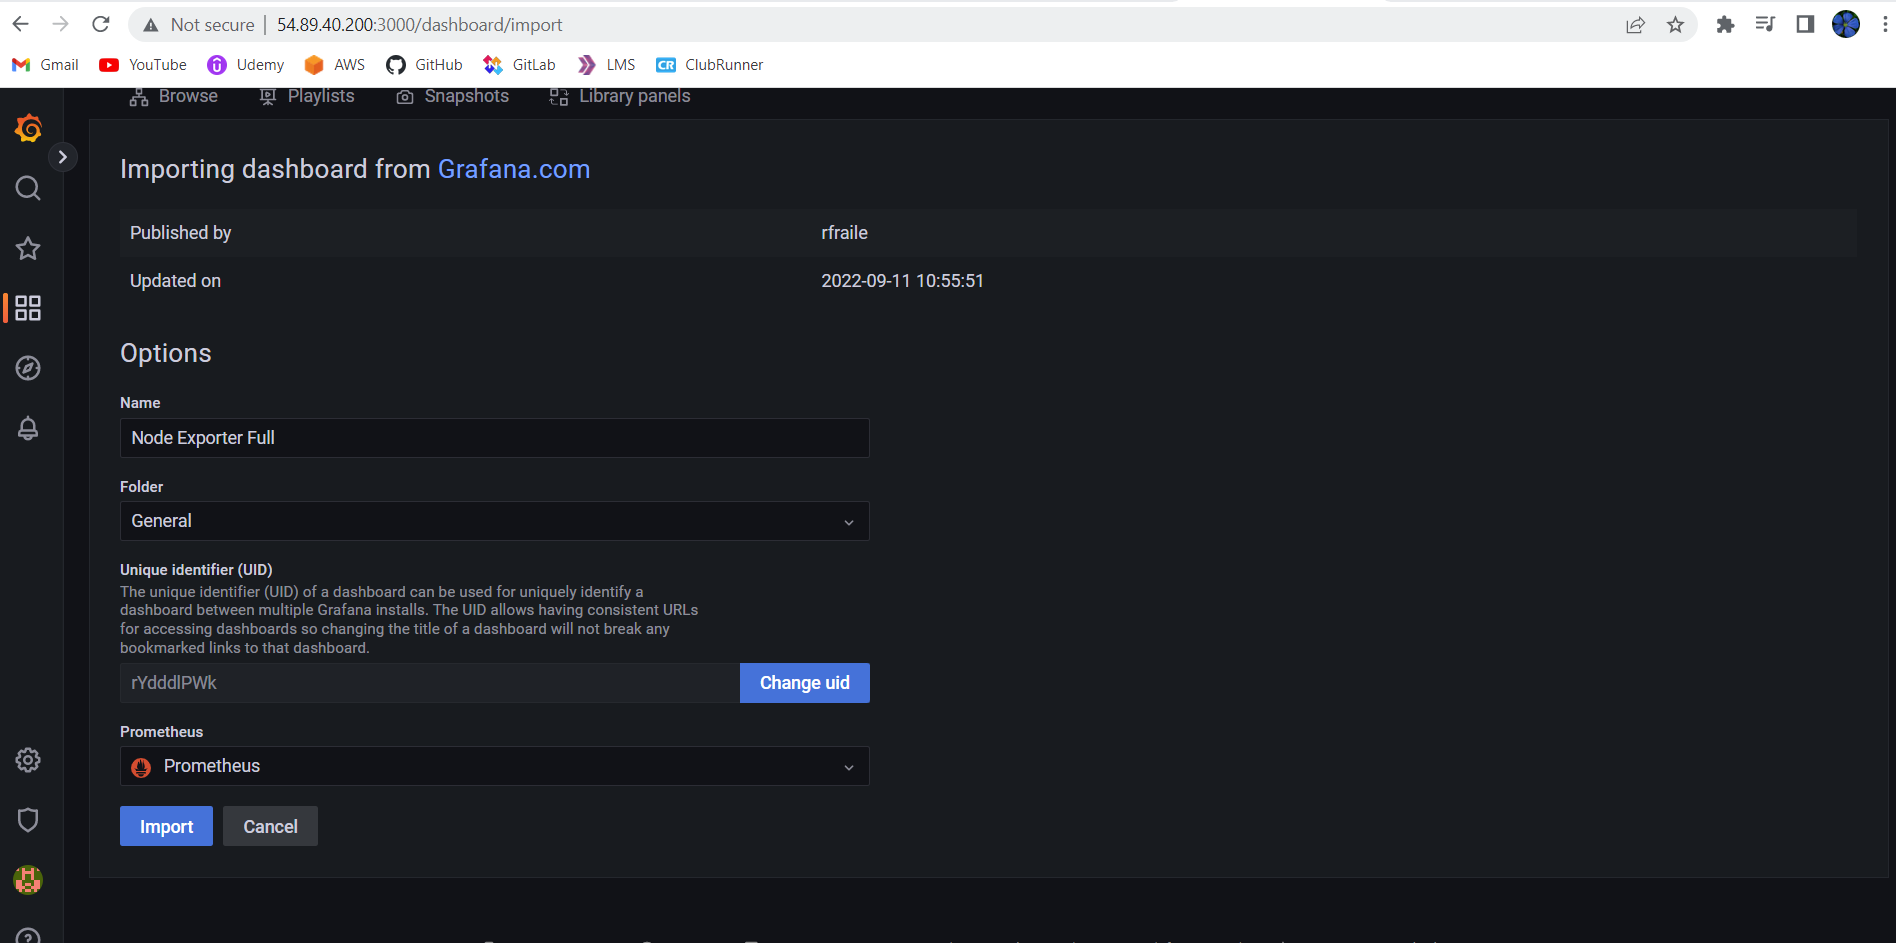 Not secure | 54.89.40.200:3000/dashboard/import
Gmail YouTube Udemy AWS GitHub GitLab LMS CR ClubRunner
Browse Playlists Snapshots Library panels
Importing dashboard from Grafana.com
Published by rfraile
Updated on 2022-09-11 10:55:51
Options
Name
Node Exporter Full
Folder
General
Unique identifier (UID)
The unique identifier (UID) of a dashboard can be used for uniquely identify a
dashboard between multiple Grafana installs. The UID allows having consistent URLs
for accessing dashboards so changing the title of a dashboard will not break any
bookmarked links to that dashboard.
rYdddlPWk Change uid
Prometheus
Prometheus
Import Cancel